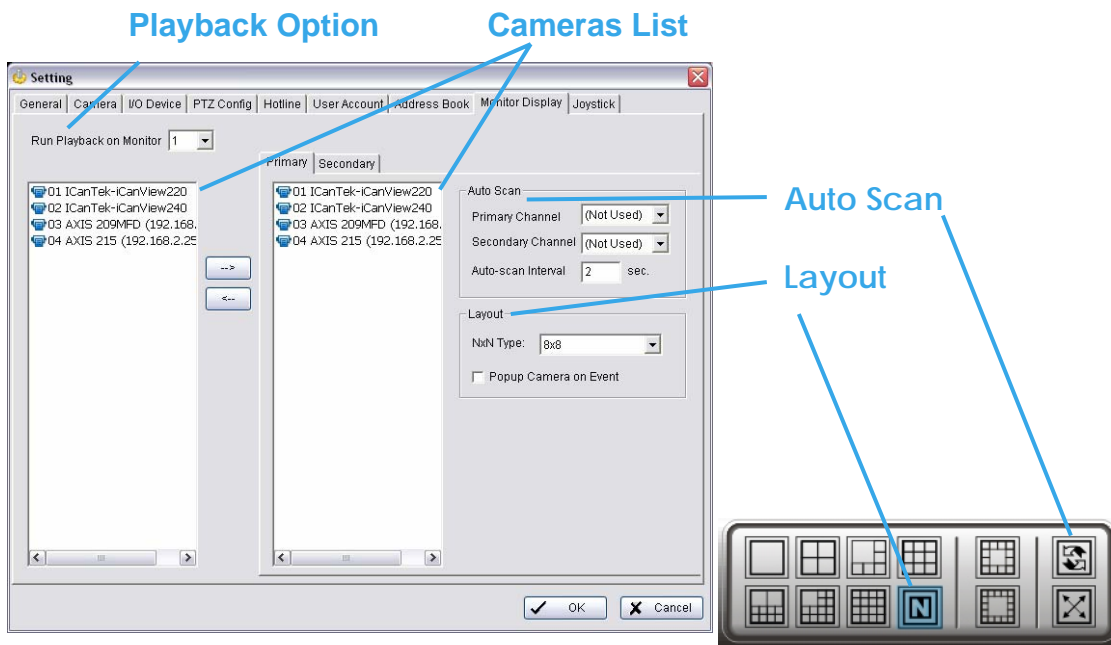 Playback Option
Cameras List
Setting
General
Camera
I/O Device
PTZ Config
Hotline
User Account
Address Book
Monitor Display
Joystick
Run Playback on Monitor 1
Primary
Secondary
01 ICanTek-iCanView220
02 ICanTek-iCanView240
03 AXIS 209MFD (192.168.
04 AXIS 215 (192.168.2.25
-->
<--
01 ICanTek-iCanView220
02 ICanTek-iCanView240
03 AXIS 209MFD (192.168.
04 AXIS 215 (192.168.2.25
Auto Scan
Primary Channel (Not Used)
Secondary Channel (Not Used)
Auto-scan Interval 2 sec.
Layout
NxN Type: 8x8
Popup Camera on Event
OK
Cancel
Auto Scan
Layout
N